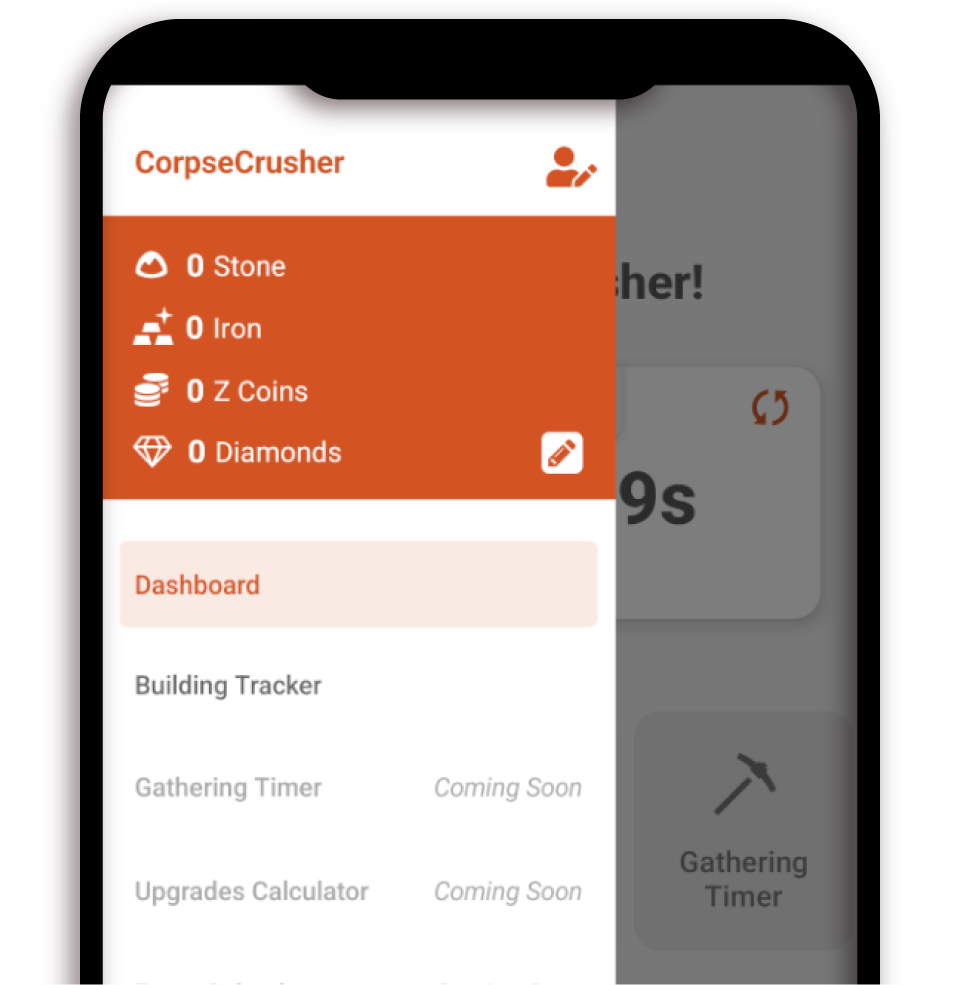 CorpseCrusher
0 Stone
0 Iron
0 Z Coins
0 Diamonds
sher!
9s
Dashboard
Building Tracker
Gathering Timer Coming Soon
Upgrades Calculator Coming Soon
Gathering
Timer